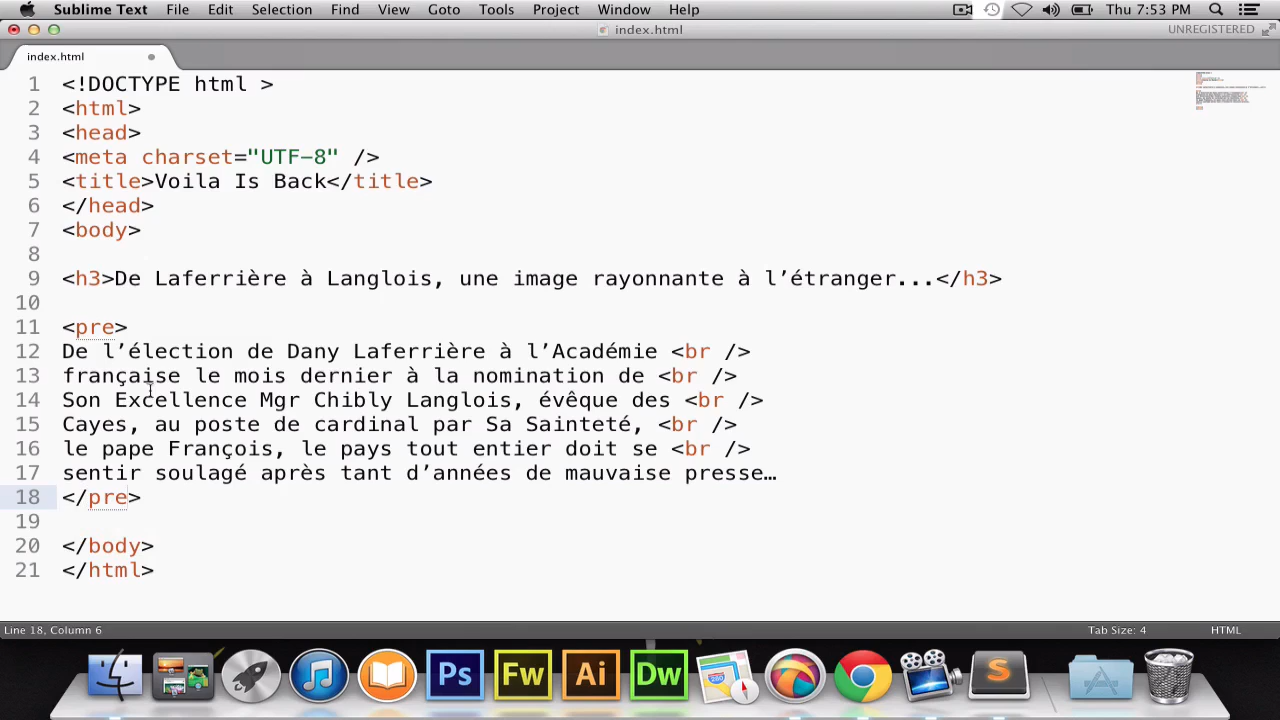 Sublime Text File Edit Selection Find View Goto Tools Project Window Help Thu 7:53 PM
index.html UNREGISTERED
index.html
1 <!DOCTYPE html >
2 <html>
3 <head>
4 <meta charset="UTF-8" />
5 <title>Voila Is Back</title>
6 </head>
7 <body>
8
9 <h3>De Laferrière à Langlois, une image rayonnante à l’étranger...</h3>
10
11 <pre>
12 De l’élection de Dany Laferrière à l’Académie <br />
13 française le mois dernier à la nomination de <br />
14 Son Excellence Mgr Chibly Langlois, évêque des <br />
15 Cayes, au poste de cardinal par Sa Sainteté, <br />
16 le pape François, le pays tout entier doit se <br />
17 sentir soulagé après tant d’années de mauvaise presse…
18 </pre>
19
20 </body>
21 </html>
Line 18, Column 6 Tab Size: 4 HTML
Ps Fw Ai Dw 280 S